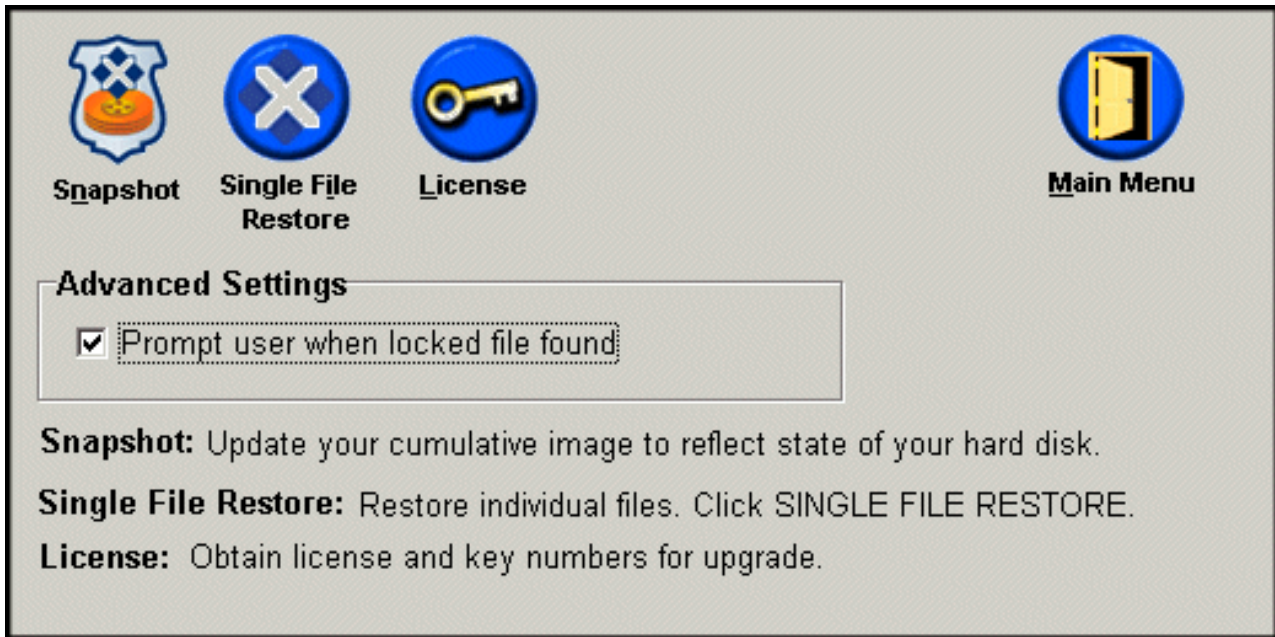 Snapshot
Single File
Restore
License
Main Menu
Advanced Settings
Prompt user when locked file found
Snapshot: Update your cumulative image to reflect state of your hard disk.
Single File Restore: Restore individual files. Click SINGLE FILE RESTORE.
License: Obtain license and key numbers for upgrade.